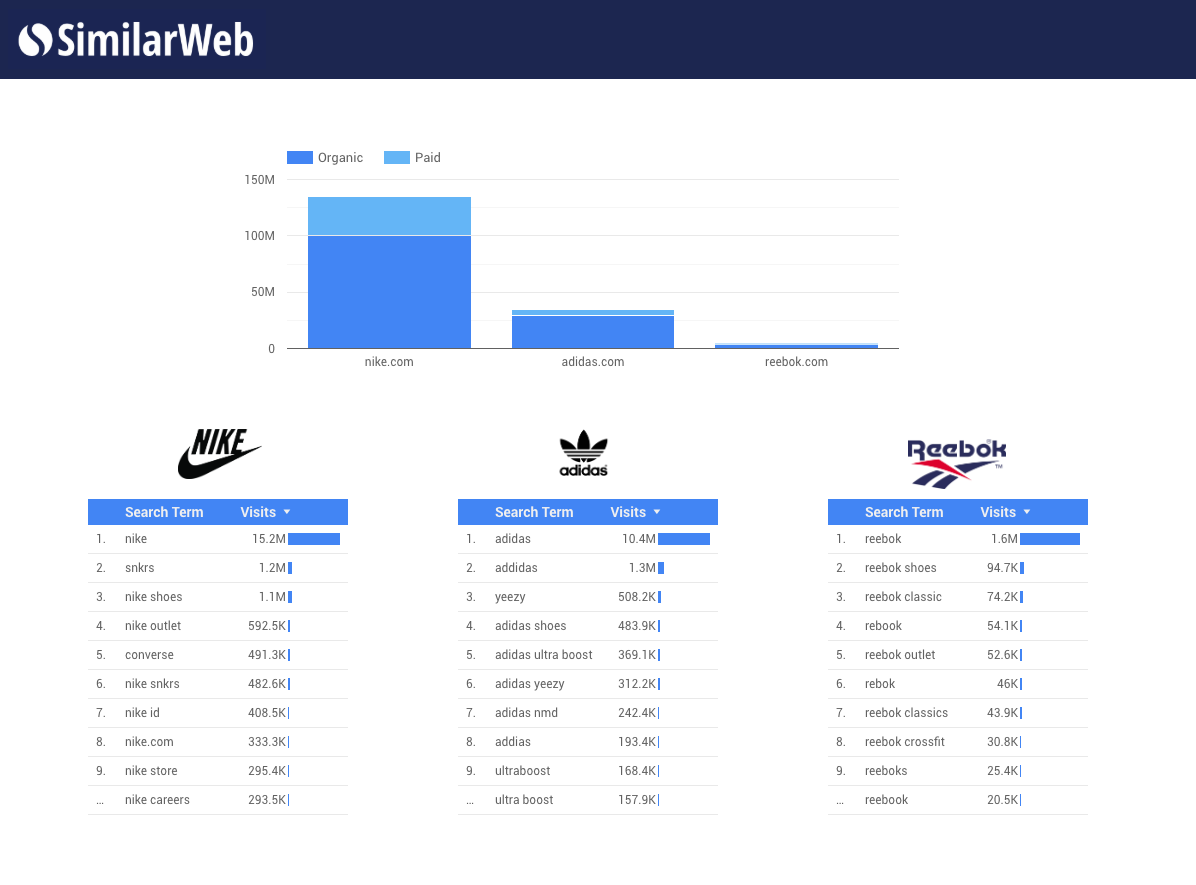 SimilarWeb
Organic Paid
150M
100M
50M
0
nike.com adidas.com reebok.com
NIKE
adidas
Reebok™
Search Term Visits
1. nike 15.2M
2. snkrs 1.2M
3. nike shoes 1.1M
4. nike outlet 592.5K
5. converse 491.3K
6. nike snkrs 482.6K
7. nike id 408.5K
8. nike.com 333.3K
9. nike store 295.4K
... nike careers 293.5K
Search Term Visits
1. adidas 10.4M
2. addidas 1.3M
3. yeezy 508.2K
4. adidas shoes 483.9K
5. adidas ultra boost 369.1K
6. adidas yeezy 312.2K
7. adidas nmd 242.4K
8. addias 193.4K
9. ultraboost 168.4K
... ultra boost 157.9K
Search Term Visits
1. reebok 1.6M
2. reebok shoes 94.7K
3. reebok classic 74.2K
4. rebook 54.1K
5. reebok outlet 52.6K
6. rebok 46K
7. reebok classics 43.9K
8. reebok crossfit 30.8K
9. reeboks 25.4K
... reebook 20.5K